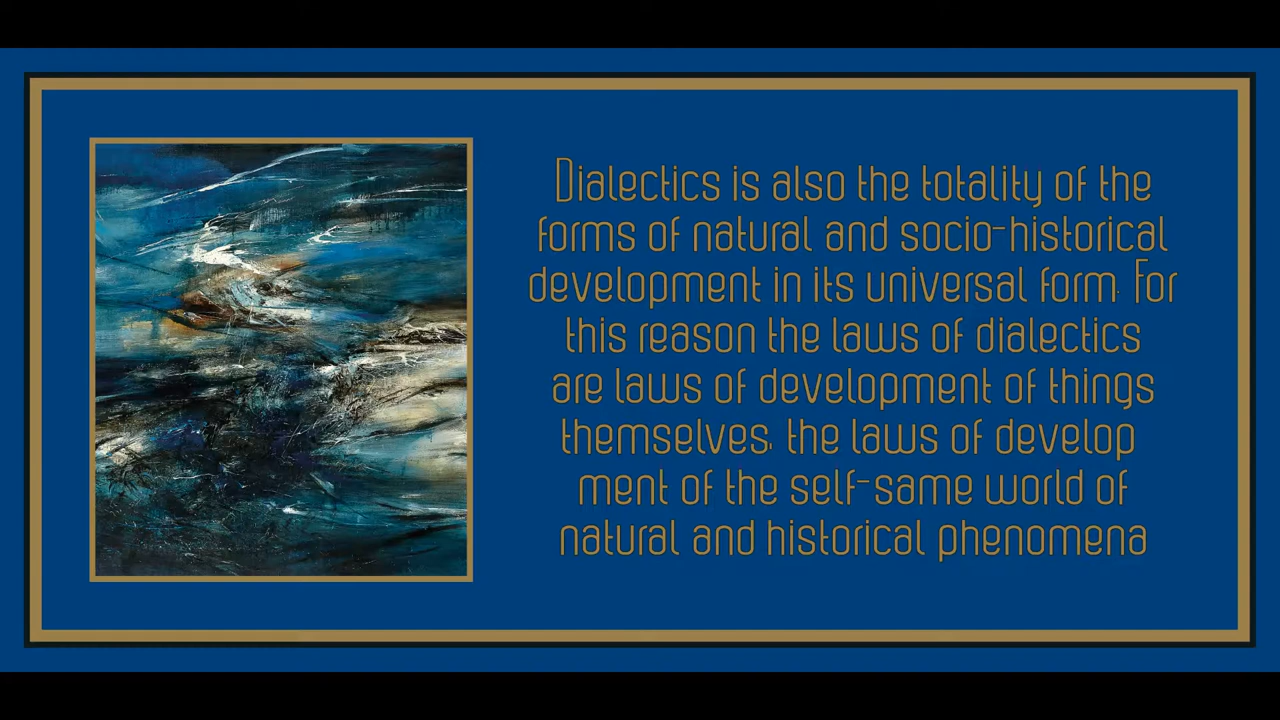 Dialectics is also the totality of the
forms of natural and socio-historical
development in its universal form. For
this reason the laws of dialectics
are laws of development of things
themselves, the laws of develop
ment of the self-same world of
natural and historical phenomena